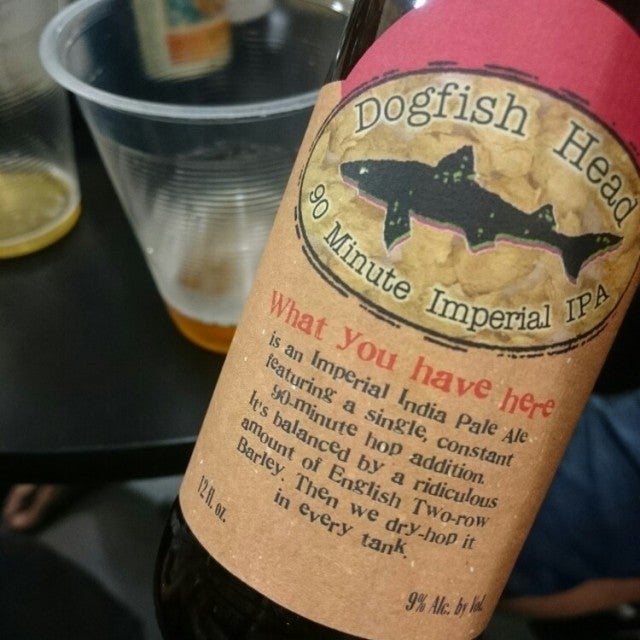 Dogfish Head
90 Minute Imperial IPA
What you have here
is an Imperial India Pale Ale
featuring a single, constant
90-minute hop addition.
It's balanced by a ridiculous
amount of English Two-row
Barley. Then we dry-hop it
in every tank.
12 fl. oz.
9% Alc. by Vol.